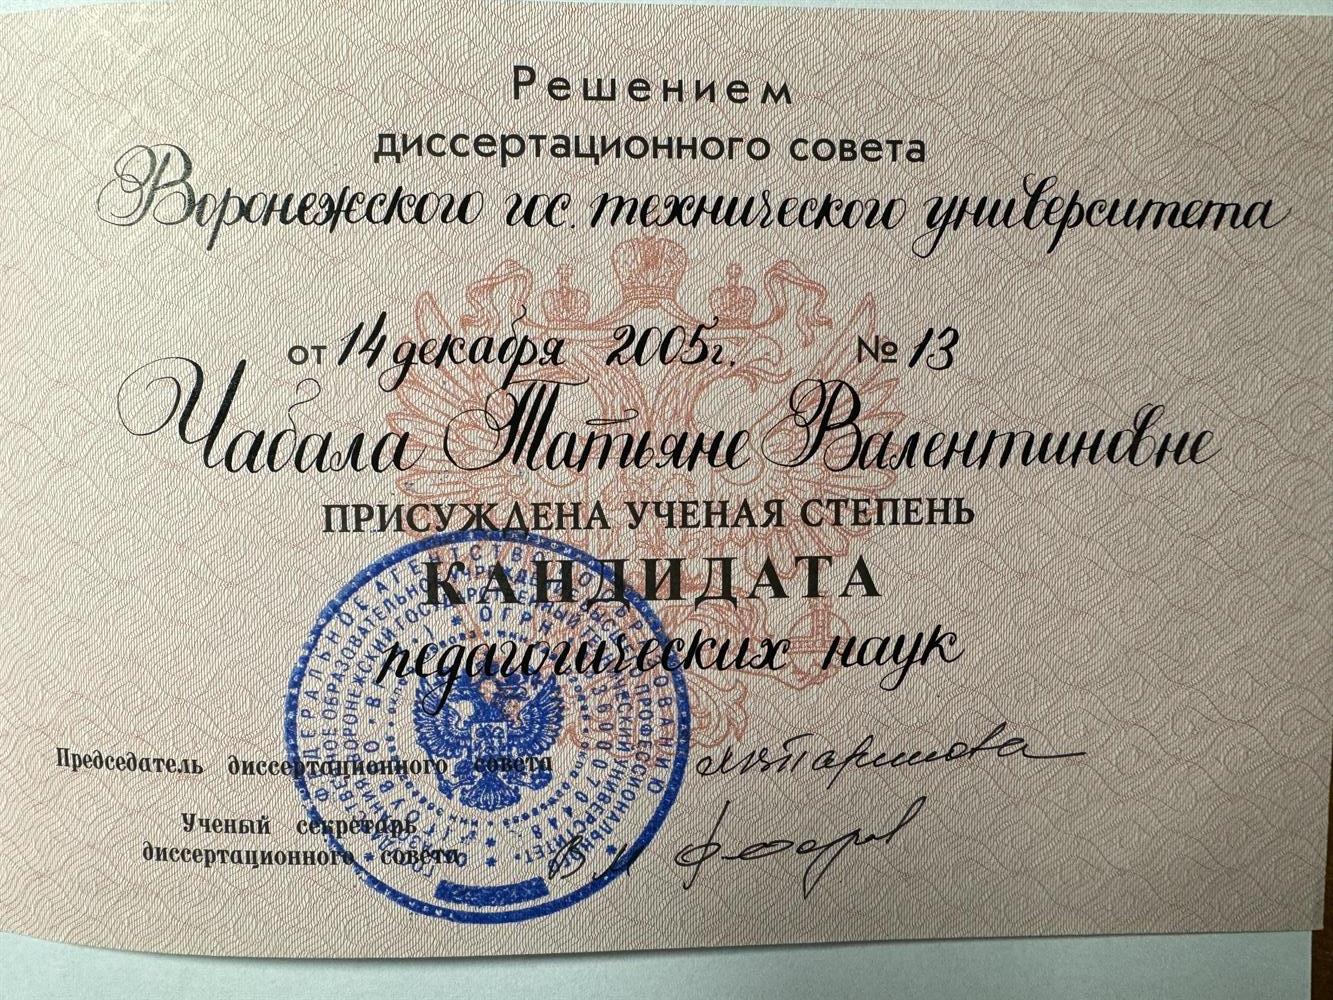 Решением
диссертационного совета
Воронежского гос. технического университета
от 14 декабря 2005г. № 13
Чабала Татьяне Валентиновне
ПРИСУЖДЕНА УЧЕНАЯ СТЕПЕНЬ
КАНДИДАТА
педагогических наук
Председатель диссертационного совета
Ученый секретарь
диссертационного совета